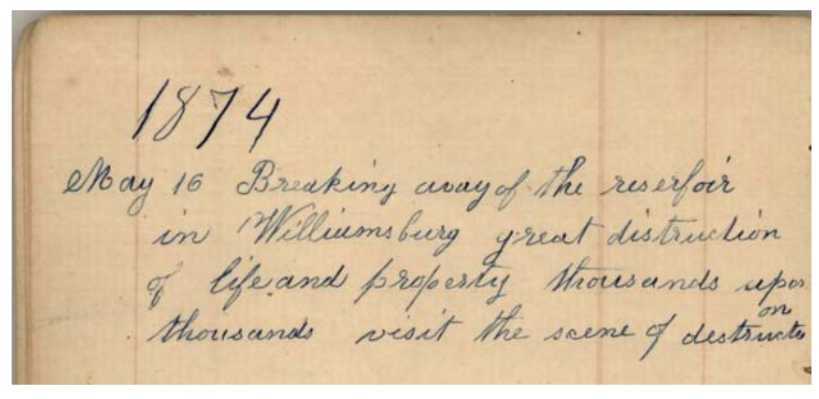 1874
May 16 Breaking away of the reserfoir
in Williamsburg great distruction
of life and property thousands upon
thousands visit the scene of destruction